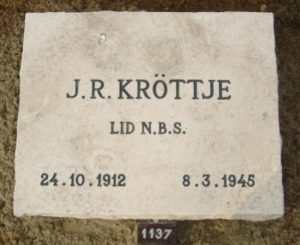 J.R. KRÖTTJE
LID N.B.S.
24.10.1912 8.3.1945
1137